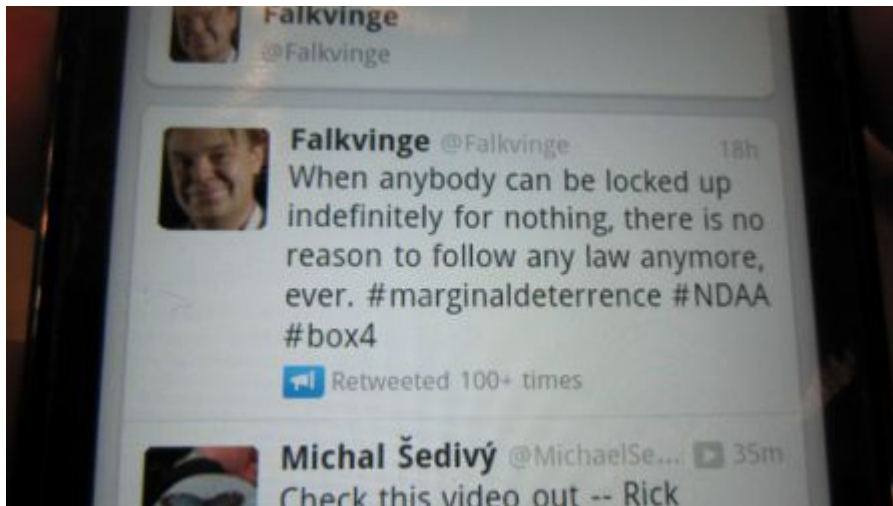 Falkvinge
@Falkvinge
Falkvinge @Falkvinge 18h
When anybody can be locked up
indefinitely for nothing, there is no
reason to follow any law anymore,
ever. #marginaldeterrence #NDAA
#box4
Retweeted 100+ times
Michal Šedivý @MichaelSe... 35m
Check this video out -- Rick